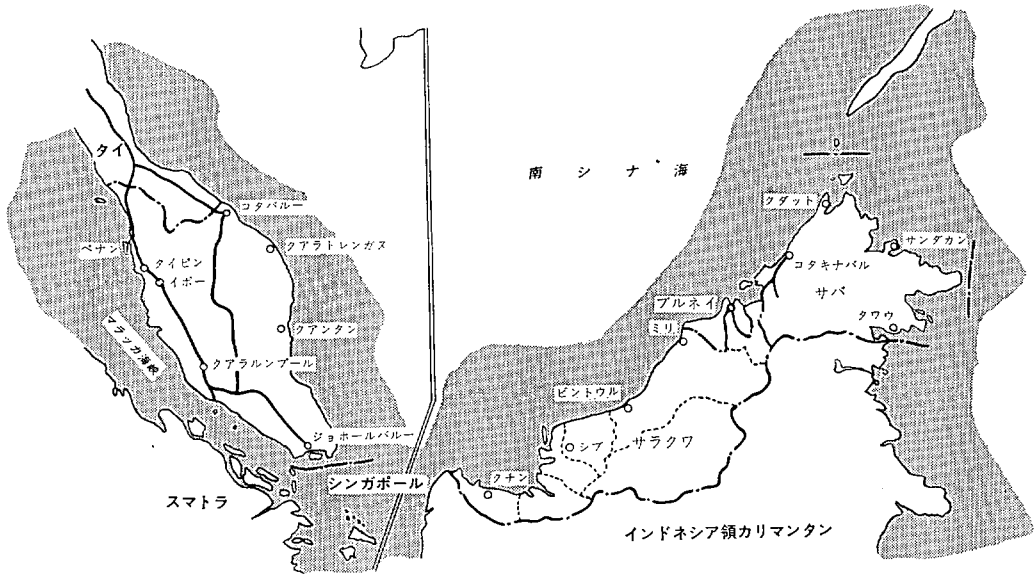 タイ
コタバルー
クアラトレンガヌ
ペナン
タイピン
イポー
クアンタン
マラッカ海峡
クアラルンプール
ジョホールバルー
シンガポール
スマトラ
南シナ海
D
クダット
サンダカン
コタキナバル
サバ
ブルネイ
ミリ
タワウ
ビントウル
シブ
サラクワ
クチン
インドネシア領カリマンタン